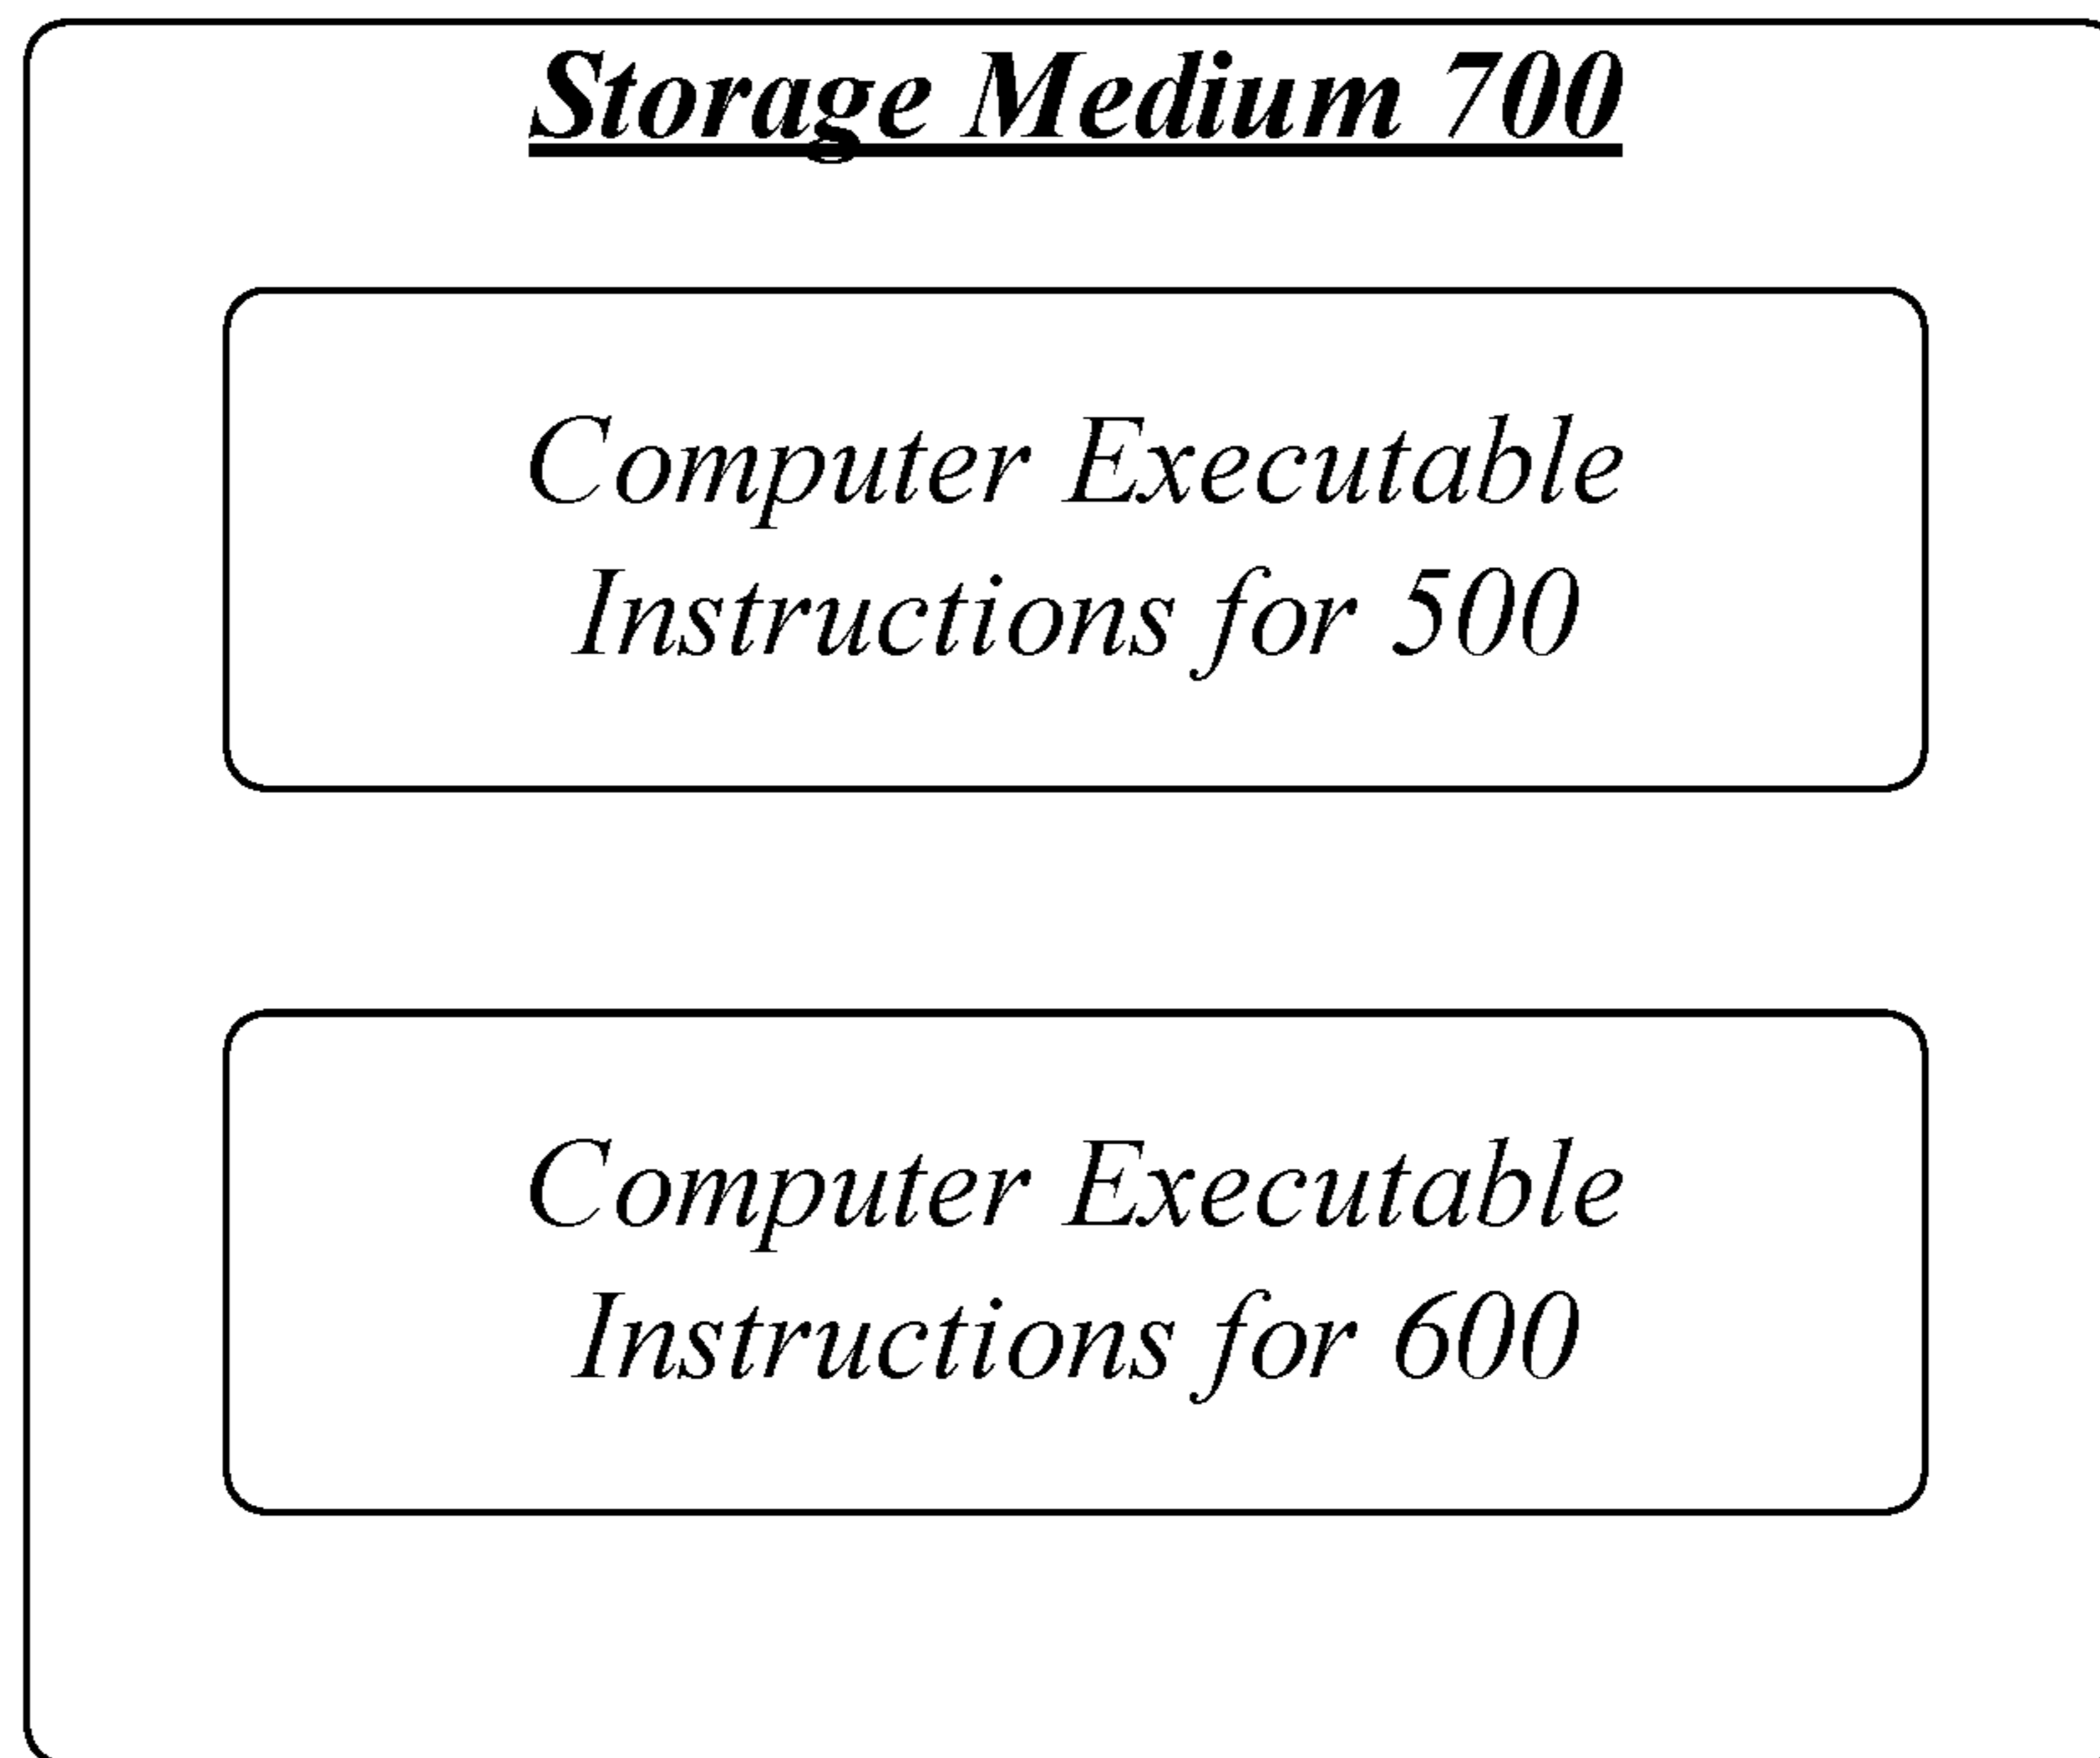 Storage Medium 700
Computer Executable
Instructions for 500
Computer Executable
Instructions for 600